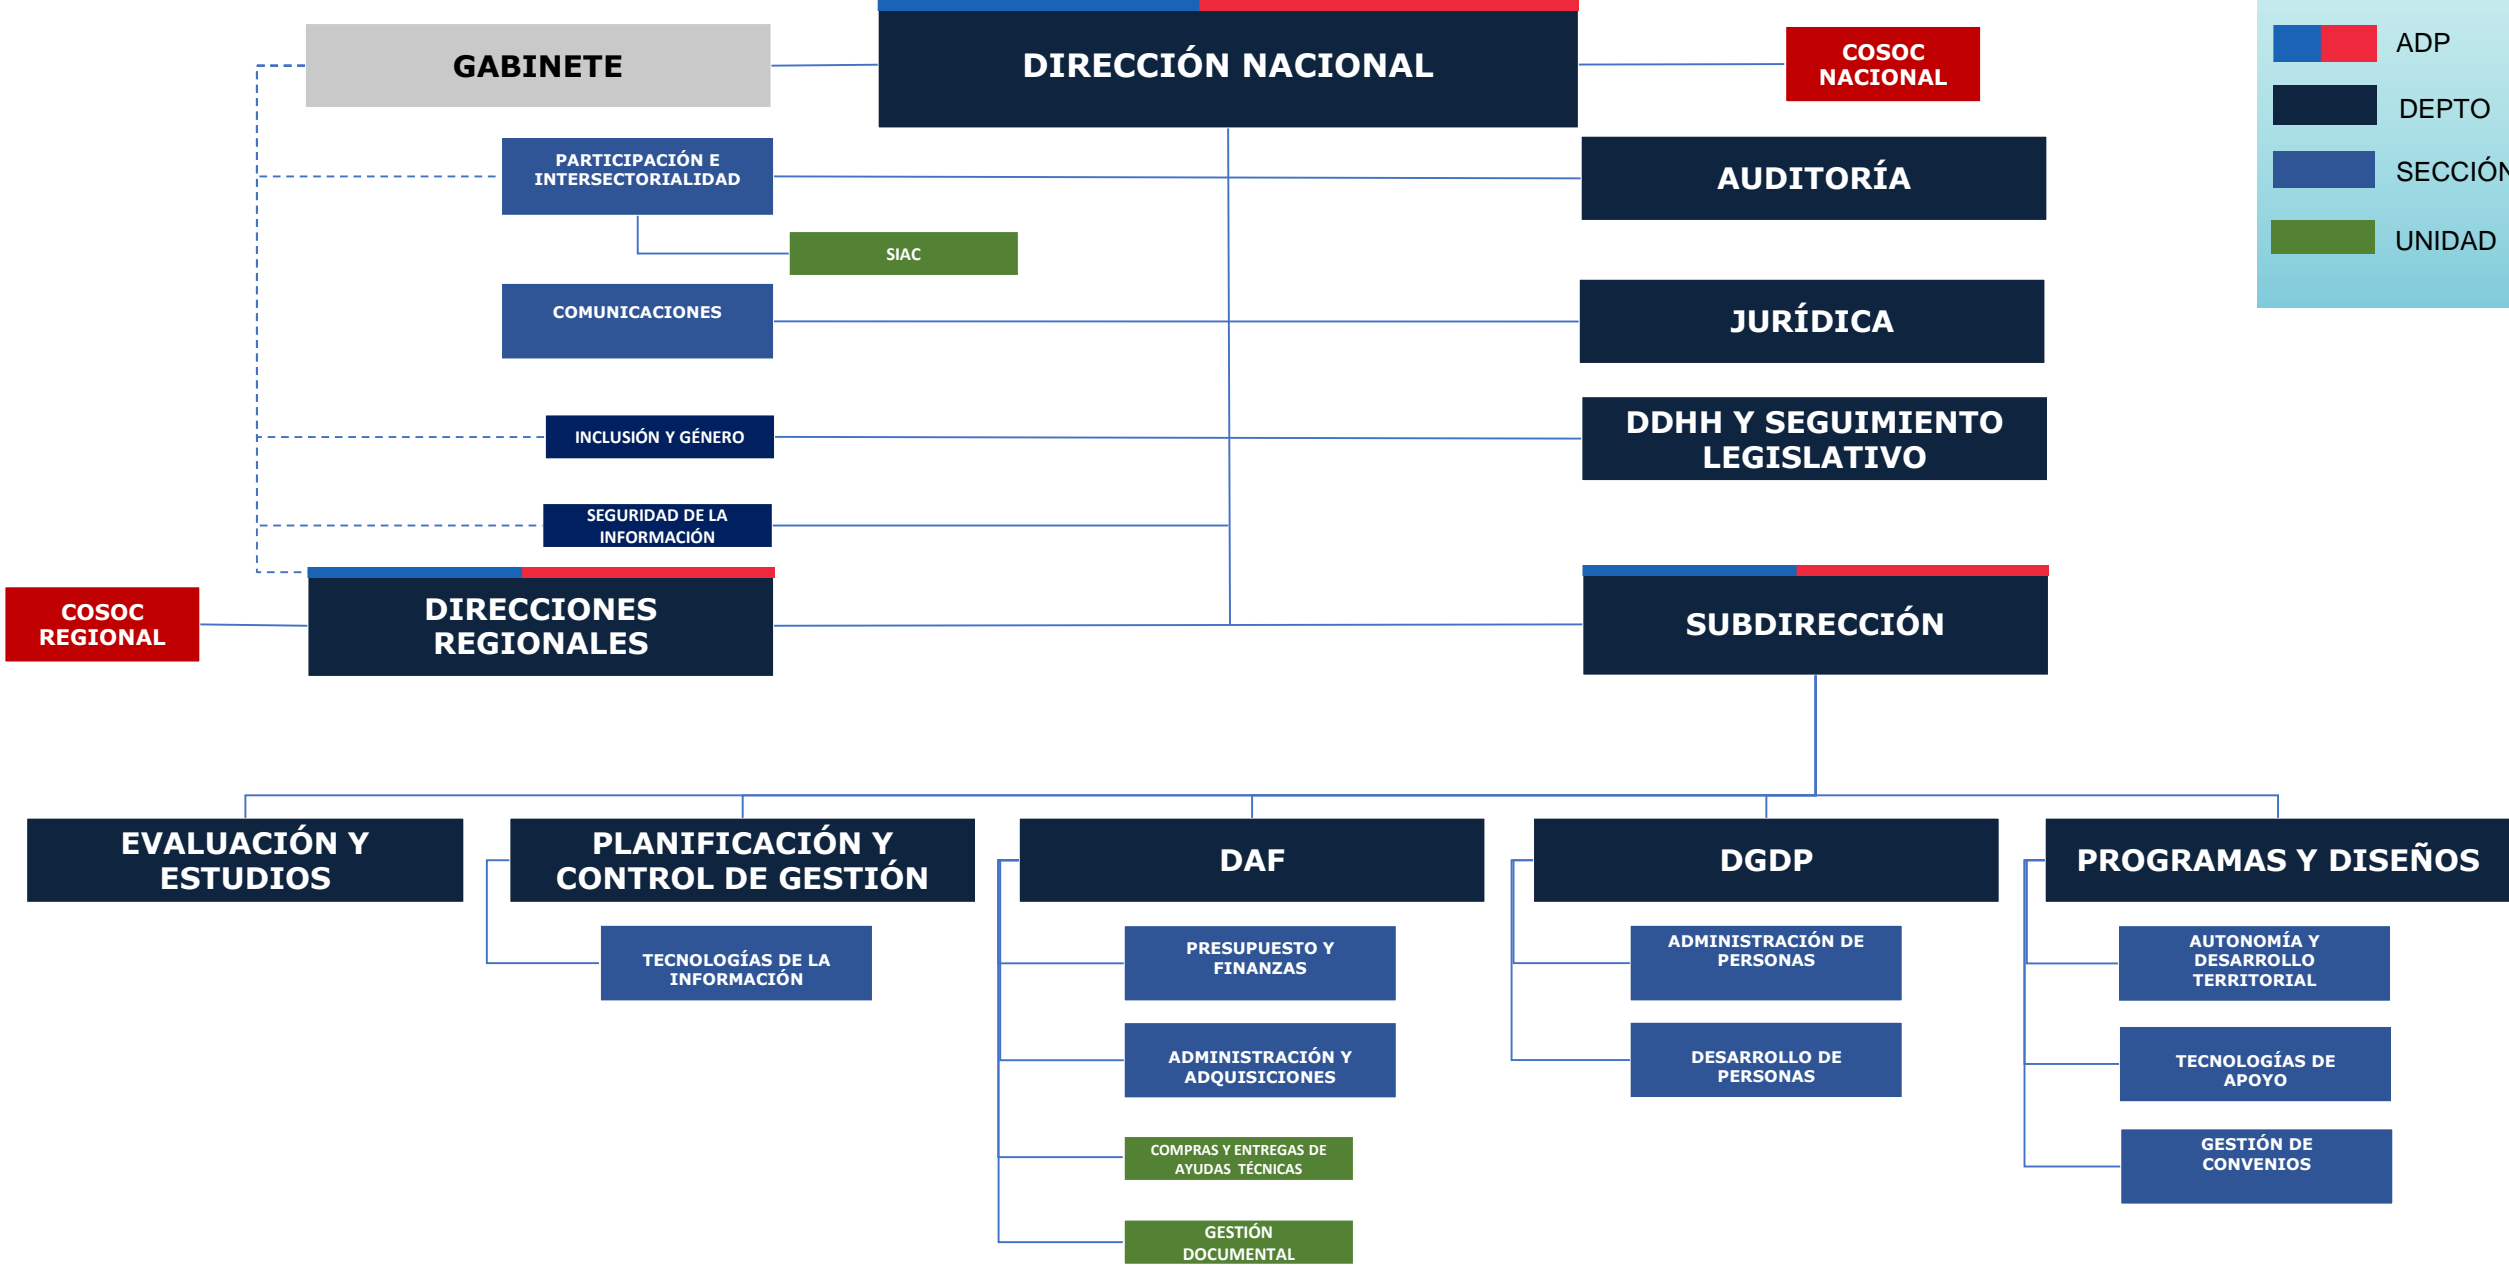 GABINETE
DIRECCIÓN NACIONAL
COSOC
NACIONAL
ADP
DEPTO
SECCIÓN
UNIDAD
PARTICIPACIÓN E
INTERSECTORIALIDAD
AUDITORÍA
SIAC
COMUNICACIONES
JURÍDICA
INCLUSIÓN Y GÉNERO
DDHH Y SEGUIMIENTO
LEGISLATIVO
SEGURIDAD DE LA
INFORMACIÓN
COSOC
REGIONAL
DIRECCIONES
REGIONALES
SUBDIRECCIÓN
EVALUACIÓN Y
ESTUDIOS
PLANIFICACIÓN Y
CONTROL DE GESTIÓN
DAF
DGDP
PROGRAMAS Y DISEÑOS
TECNOLOGÍAS DE LA
INFORMACIÓN
PRESUPUESTO Y
FINANZAS
ADMINISTRACIÓN Y
ADQUISICIONES
COMPRAS Y ENTREGAS DE
AYUDAS TÉCNICAS
GESTIÓN
DOCUMENTAL
ADMINISTRACIÓN DE
PERSONAS
DESARROLLO DE
PERSONAS
AUTONOMÍA Y
DESARROLLO
TERRITORIAL
TECNOLOGÍAS DE
APOYO
GESTIÓN DE
CONVENIOS